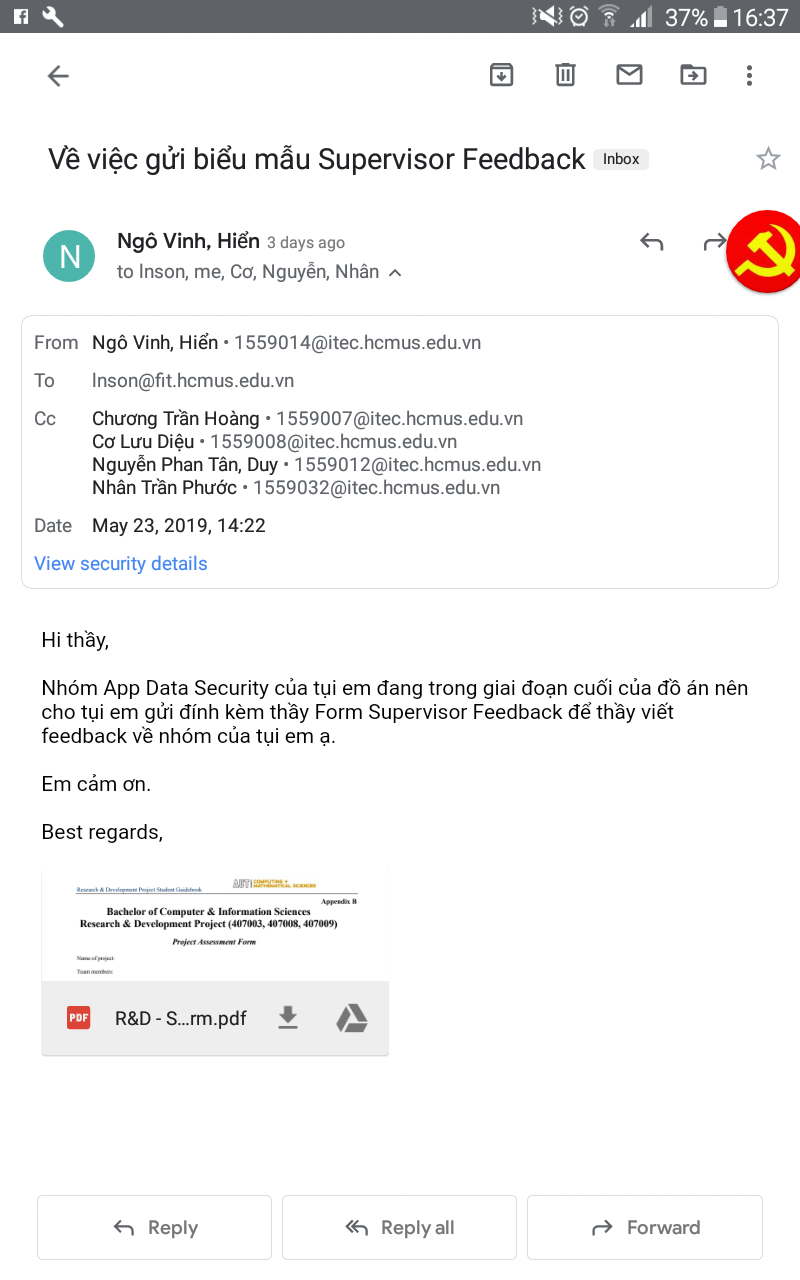 37% 16:37
Về việc gửi biểu mẫu Supervisor Feedback Inbox
N
Ngô Vinh, Hiển 3 days ago
to lnson, me, Cơ, Nguyễn, Nhân
From Ngô Vinh, Hiển • 1559014@itec.hcmus.edu.vn
To lnson@fit.hcmus.edu.vn
Cc Chương Trần Hoàng • 1559007@itec.hcmus.edu.vn
Cơ Lưu Diệu • 1559008@itec.hcmus.edu.vn
Nguyễn Phan Tân, Duy • 1559012@itec.hcmus.edu.vn
Nhân Trần Phước • 1559032@itec.hcmus.edu.vn
Date May 23, 2019, 14:22
View security details
Hi thầy,
Nhóm App Data Security của tụi em đang trong giai đoạn cuối của đồ án nên
cho tụi em gửi đính kèm thầy Form Supervisor Feedback để thầy viết
feedback về nhóm của tụi em ạ.
Em cảm ơn.
Best regards,
Research & Development Project Student Guidebook
AUT COMPUTING +
MATHEMATICAL SCIENCES
Appendix B
Bachelor of Computer & Information Sciences
Research & Development Project (407003, 407008, 407009)
Project Assessment Form
Name of project:
Team members:
PDF R&D - S...rm.pdf
Reply Reply all Forward